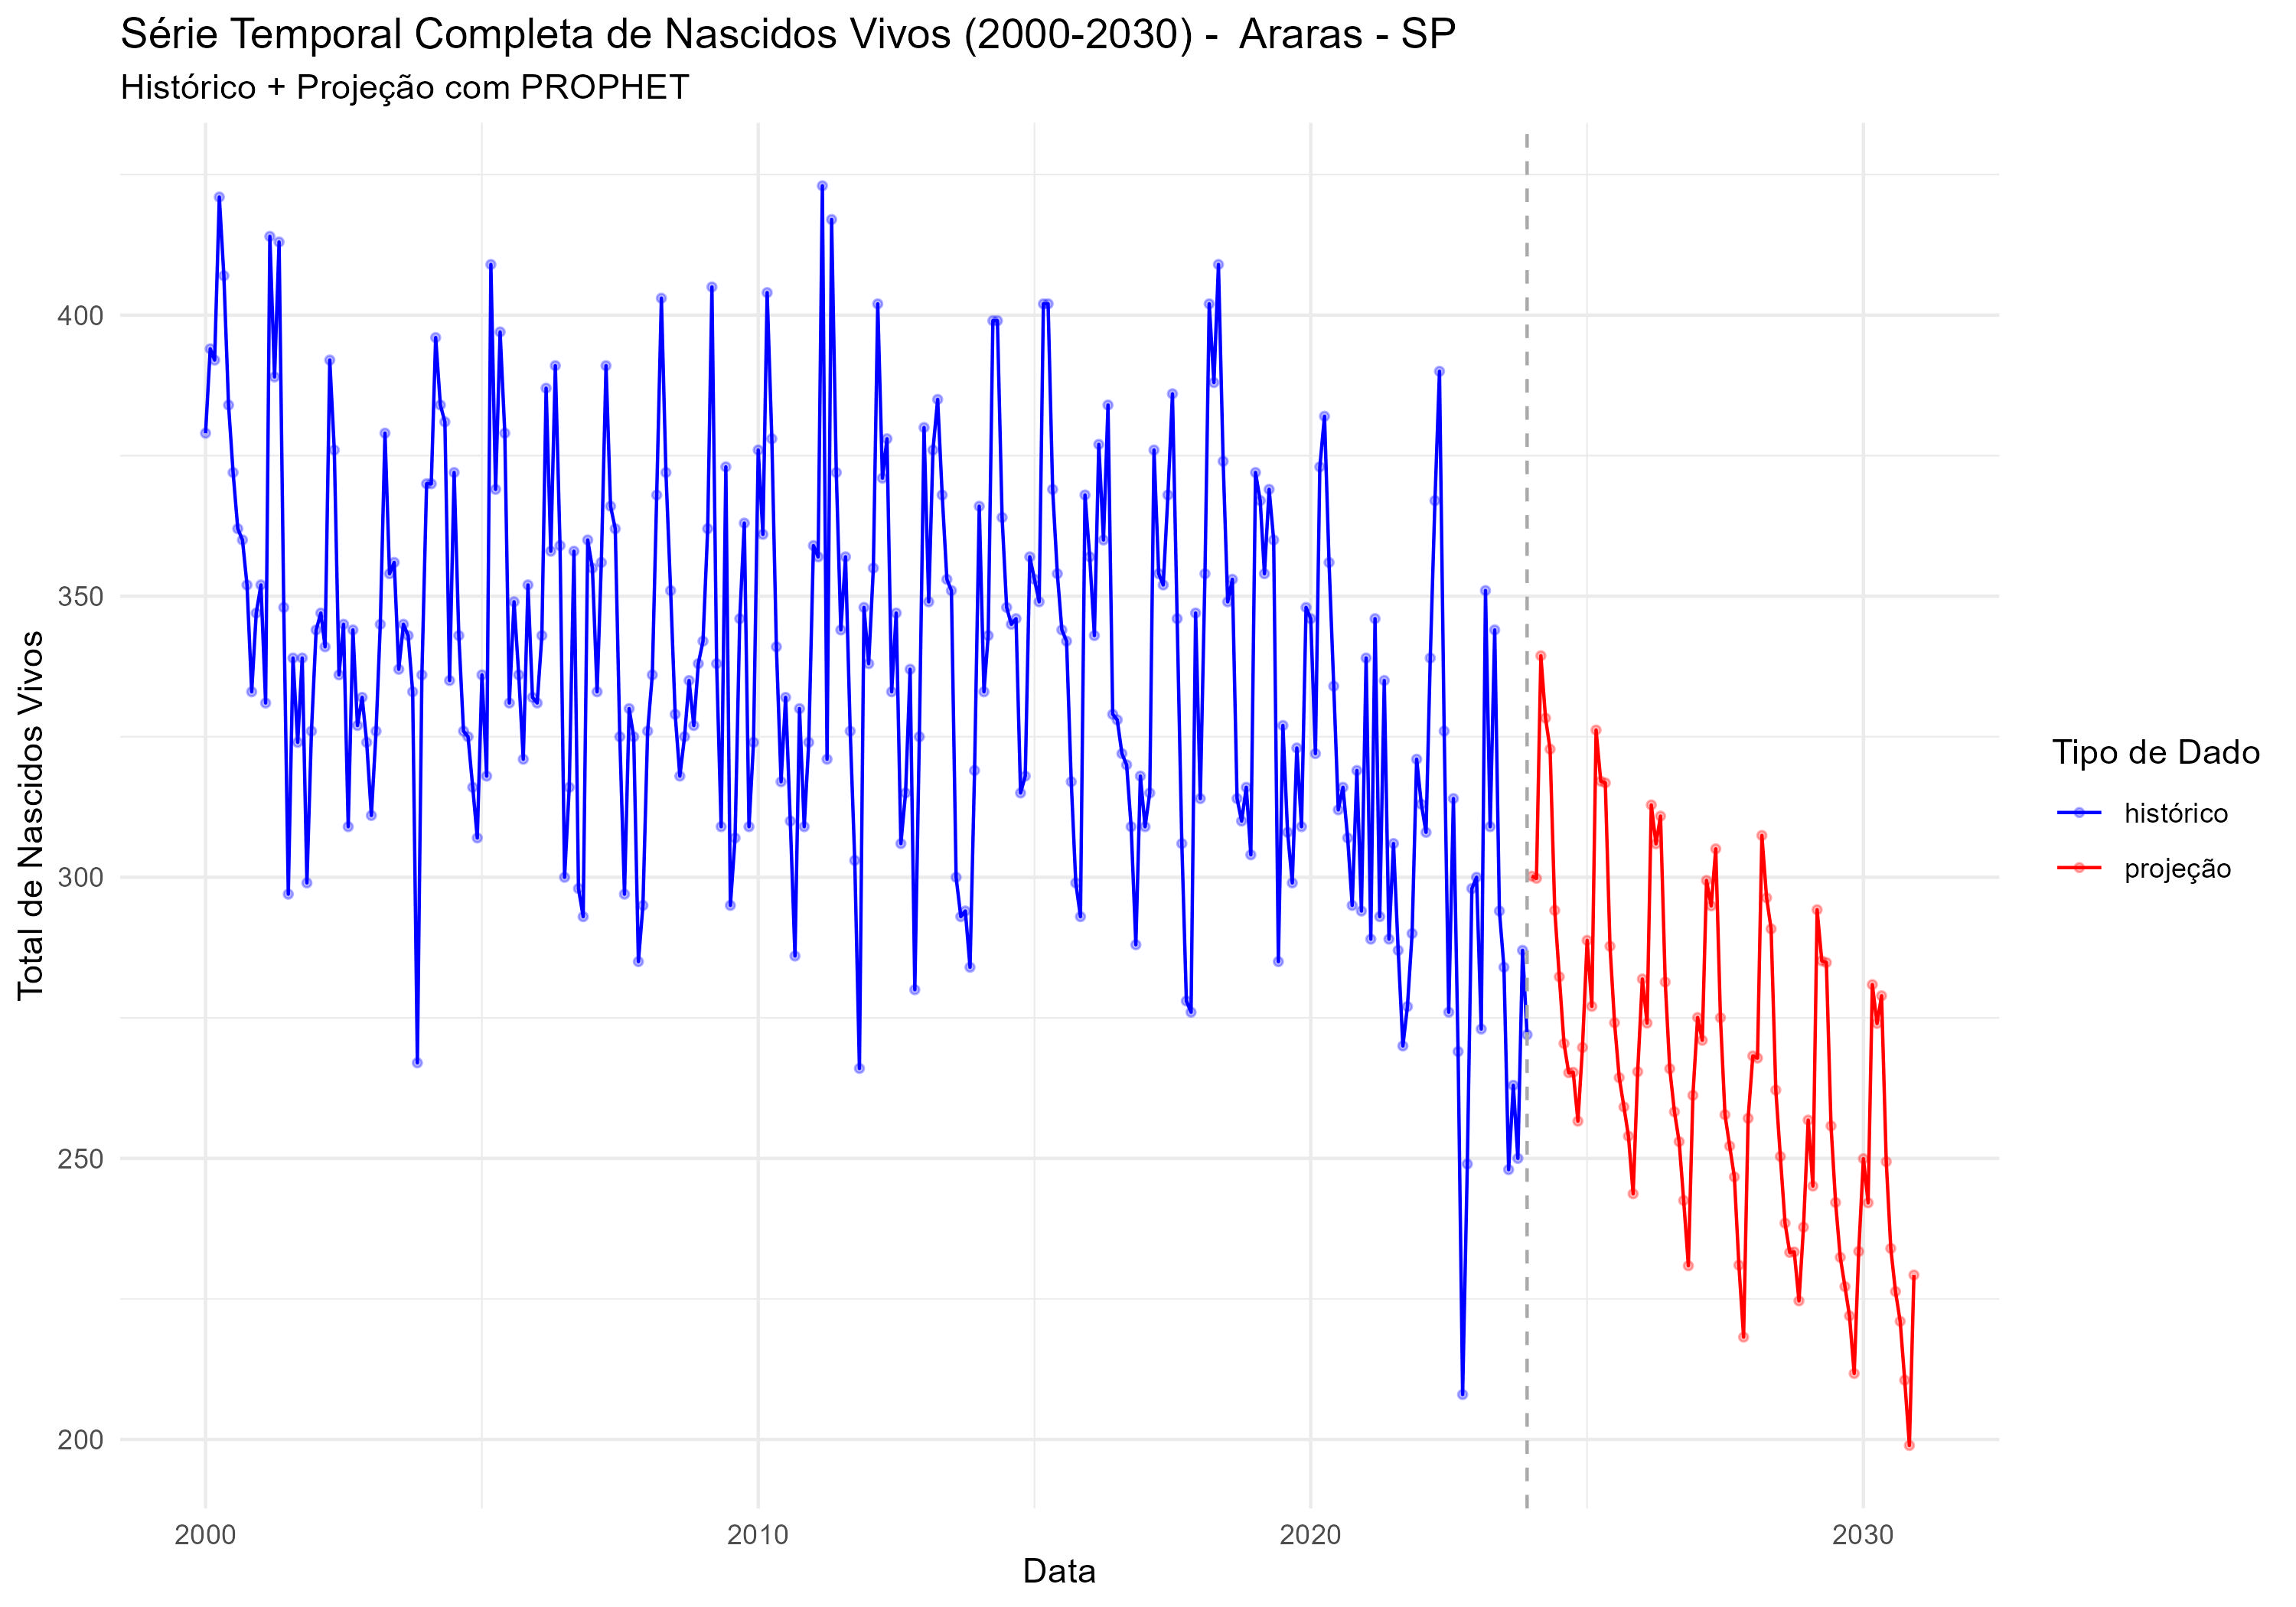 Série Temporal Completa de Nascidos Vivos (2000-2030) -  Araras - SP
Histórico + Projeção com PROPHET
Total de Nascidos Vivos
400
350
300
250
200
2000
2010
2020
2030
Data
Tipo de Dado
histórico
projeção